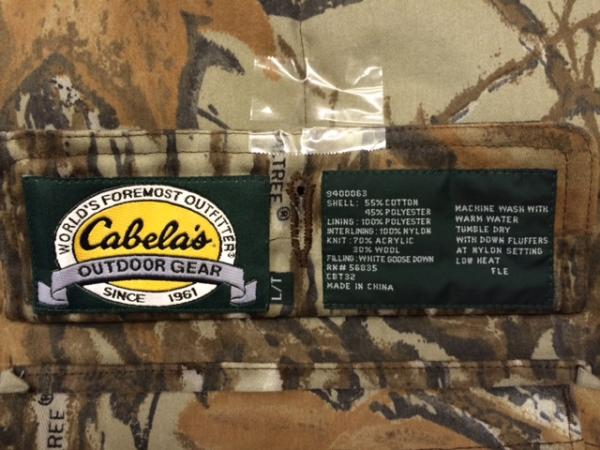 WORLD'S FOREMOST OUTFITTER®
Cabela's
OUTDOOR GEAR
SINCE 1961
L/T
TREE®
9400063
SHELL: 55% COTTON
45% POLYESTER
LINING: 100% POLYESTER
INTERLINING: 100% NYLON
KNIT: 70% ACRYLIC
30% WOOL
FILLING: WHITE GOOSE DOWN
RN# 56835
CBT32
MADE IN CHINA
MACHINE WASH WITH
WARM WATER
TUMBLE DRY
WITH DOWN FLUFFERS
AT NYLON SETTING
LOW HEAT
FLE
TREE®